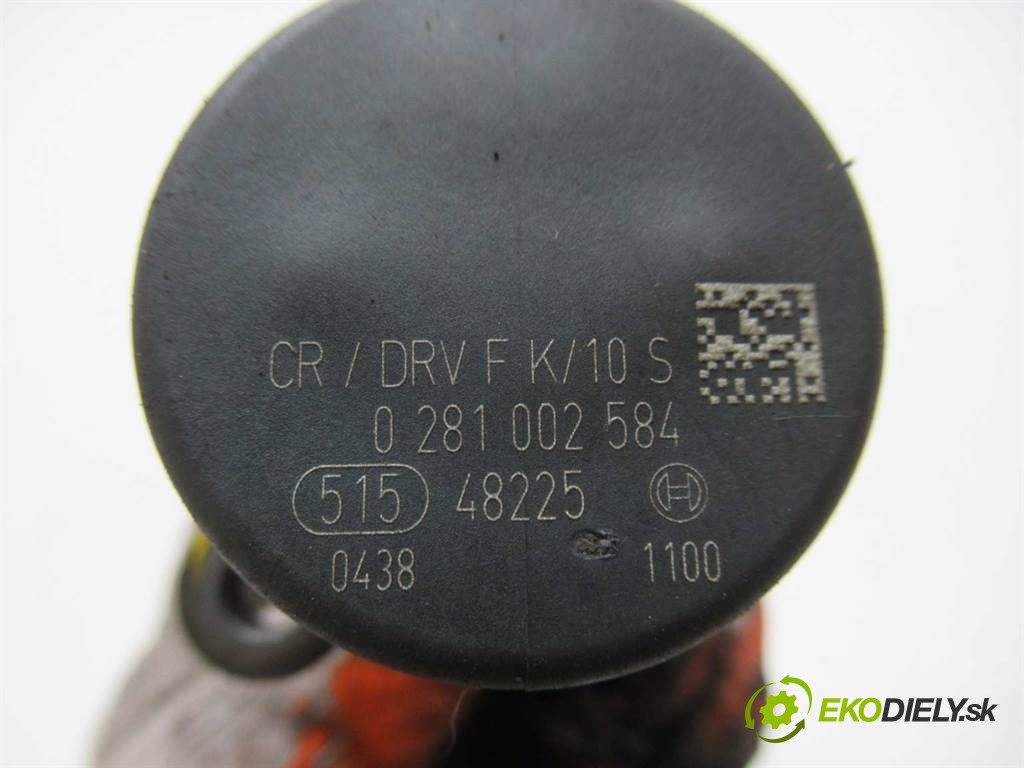 CR / DRV F K/10 S
0 281 002 584
515 48225
0438 1100
EKODIELY.sk